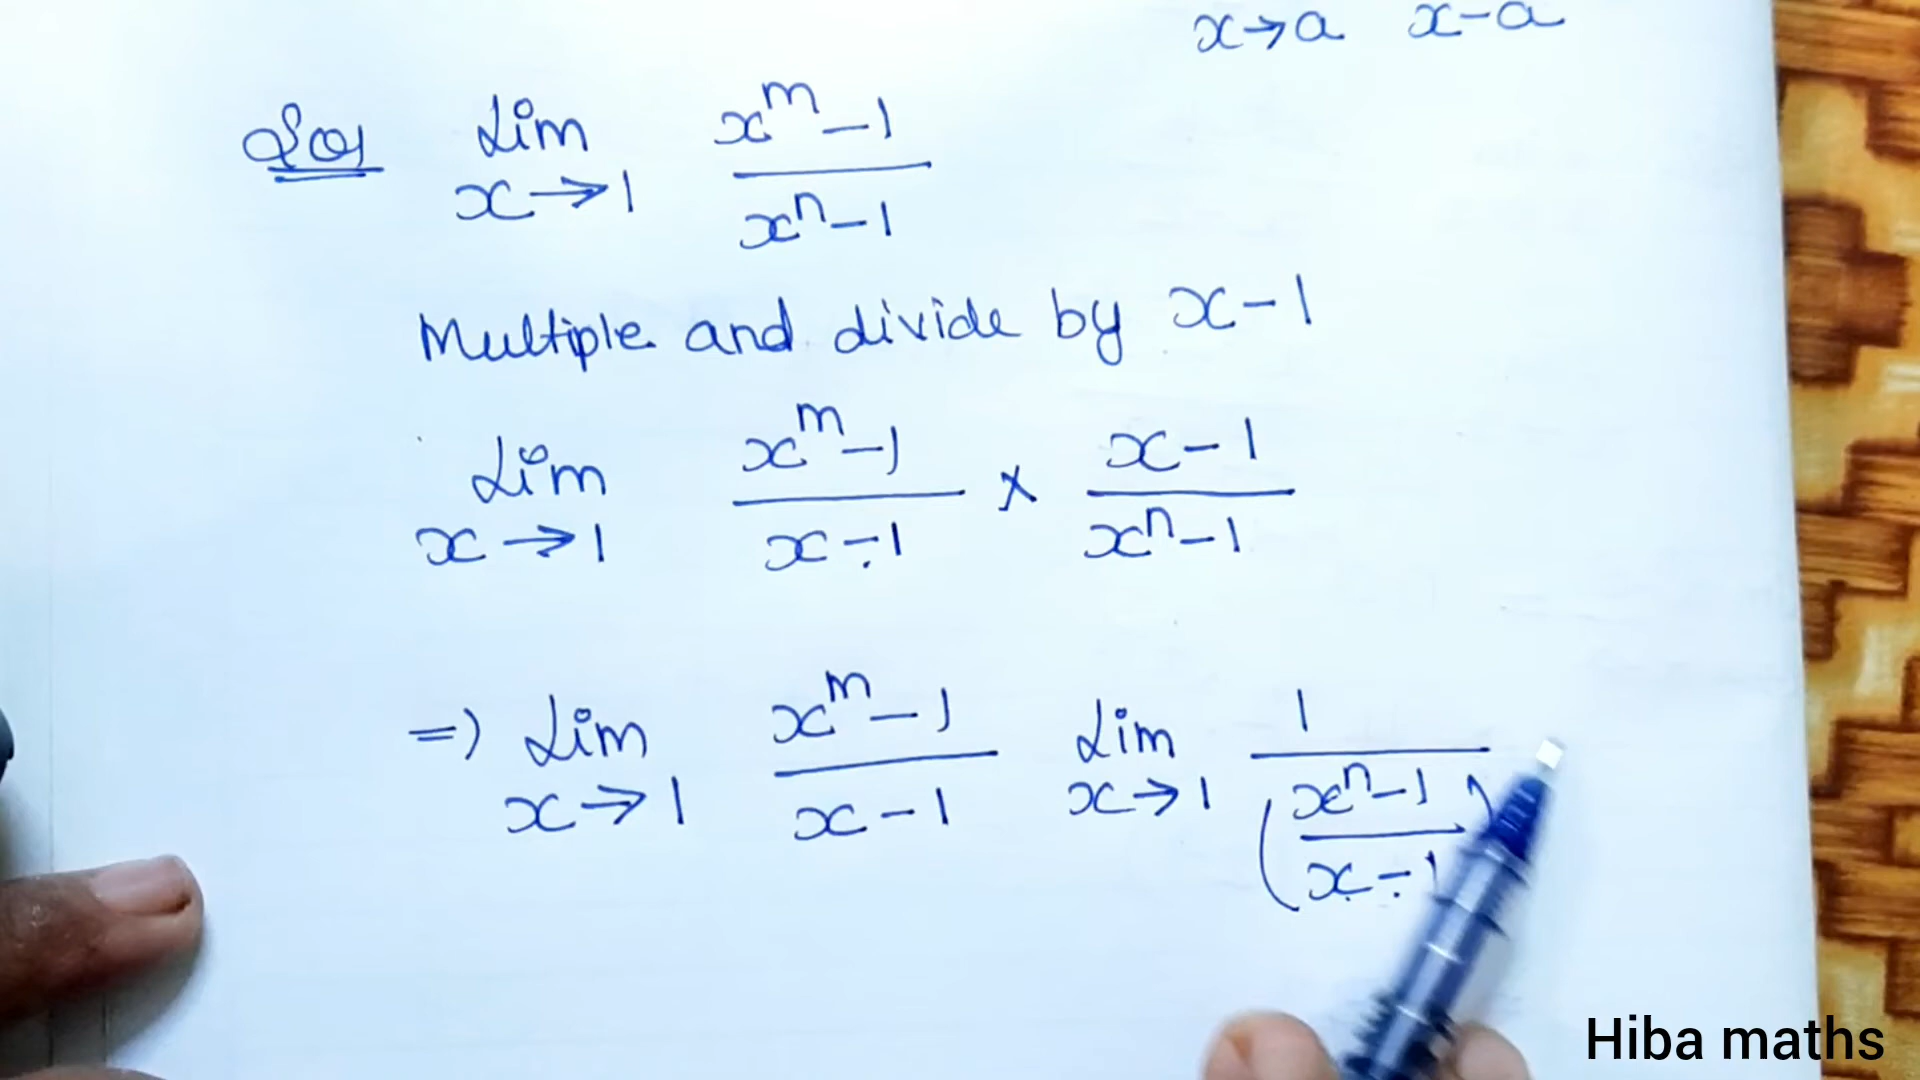 x→a x-a
Sol Lim x^m-1
x→1 x^n-1
Multiple and divide by x-1
Lim x^m-1 × x-1
x→1 x-1 x^n-1
=) Lim x^m-1 Lim 1
x→1 x-1 x→1 (x^n-1)
x-1
Hiba maths